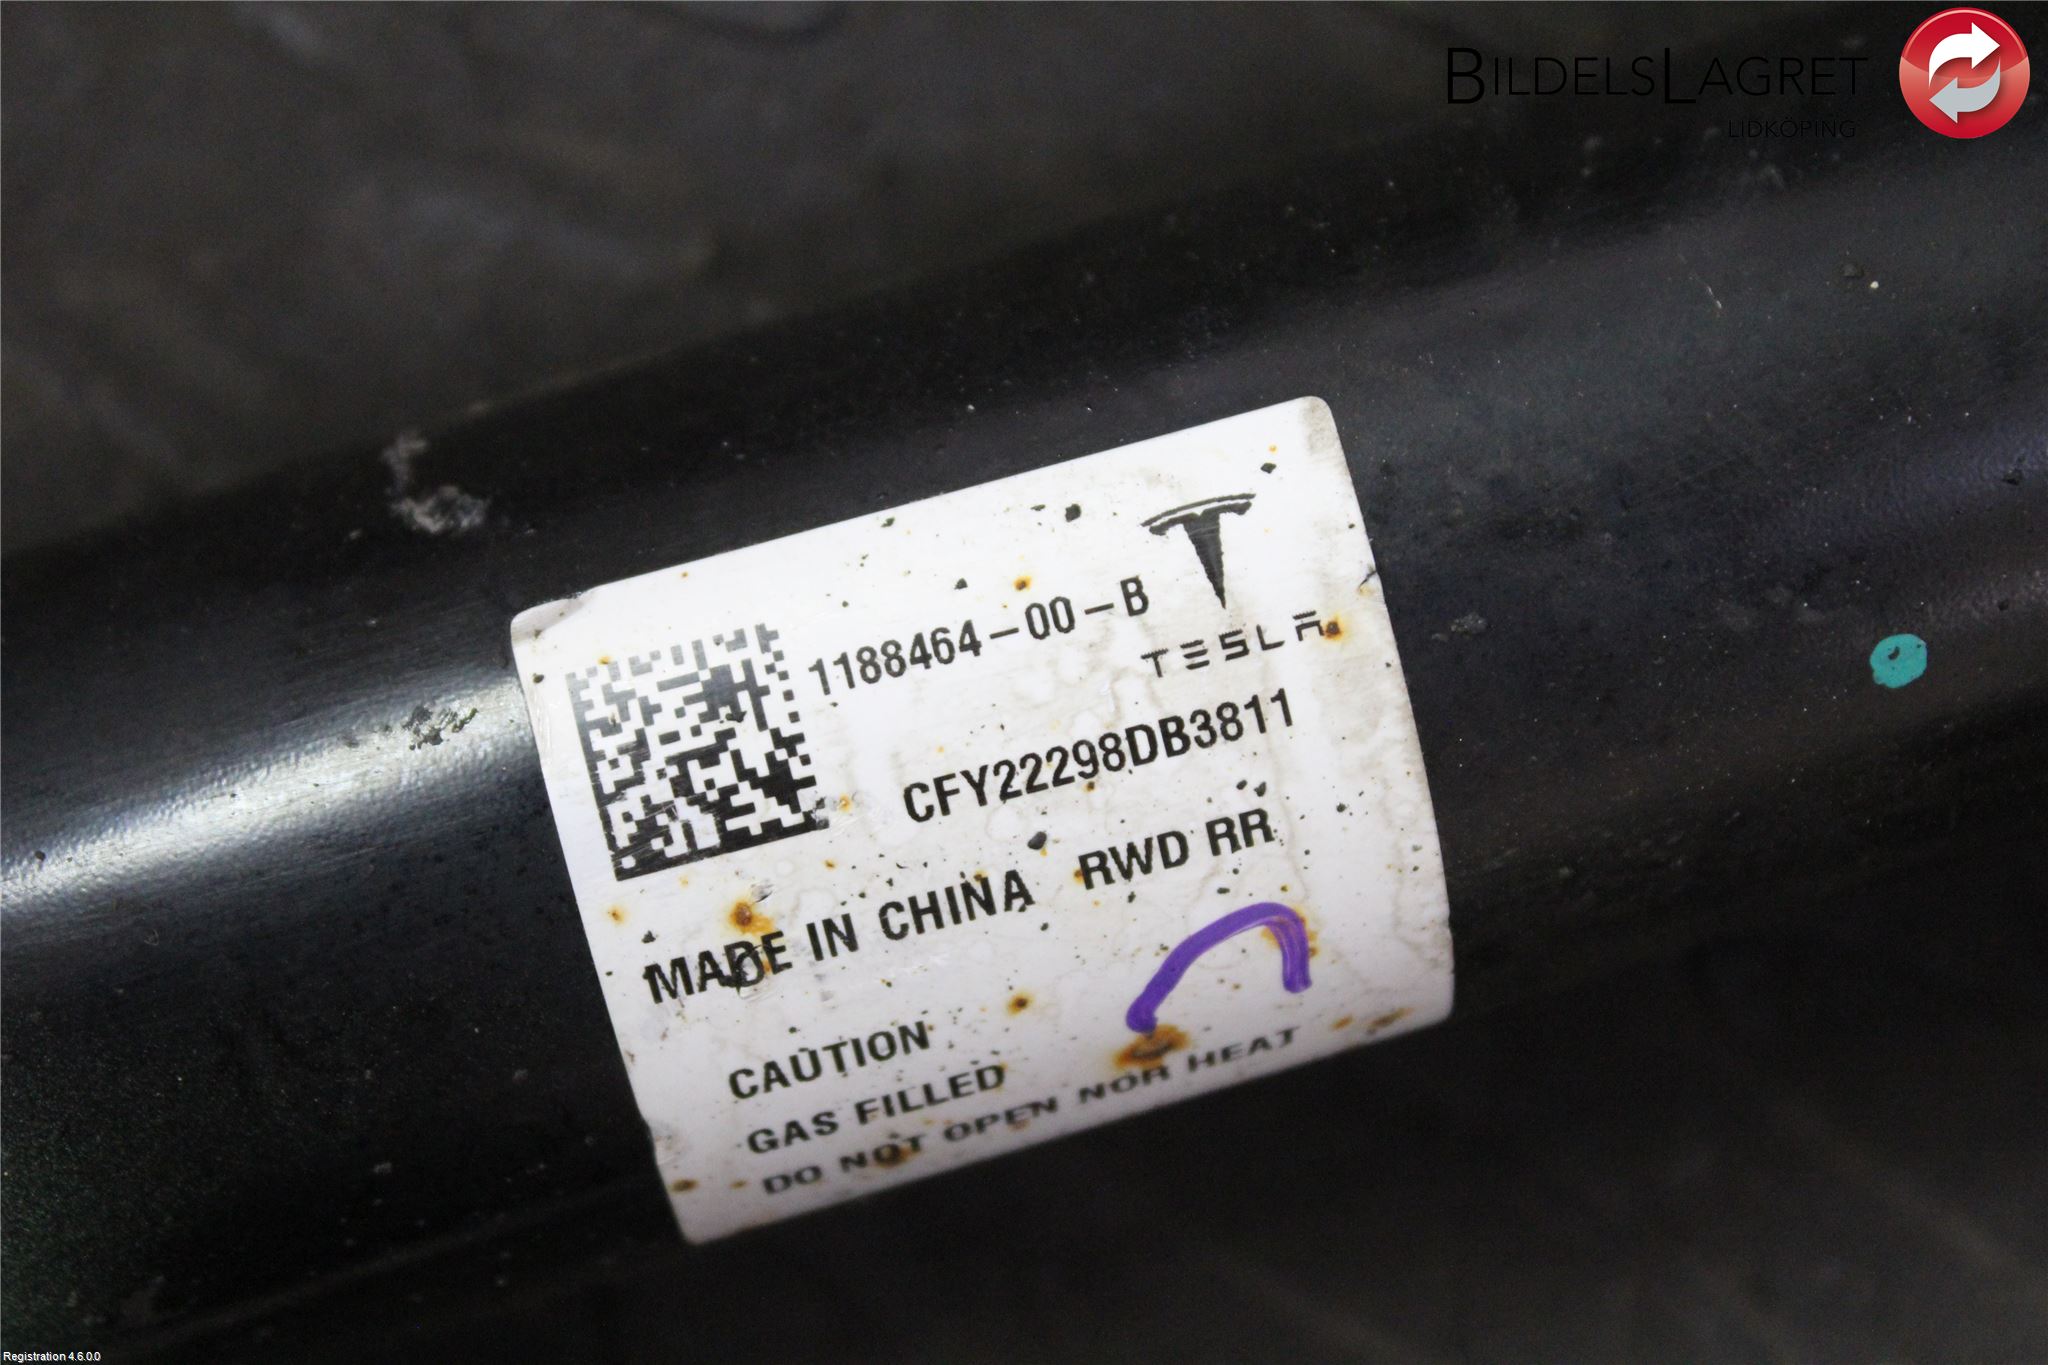 BILDELSLAGRET
LIDKÖPING
1188464-00-B
TESLA
CFY22298DB3811
MADE IN CHINA RWD RR
CAUTION
GAS FILLED
DO NOT OPEN NOR HEAT
Registration 4.6.0.0